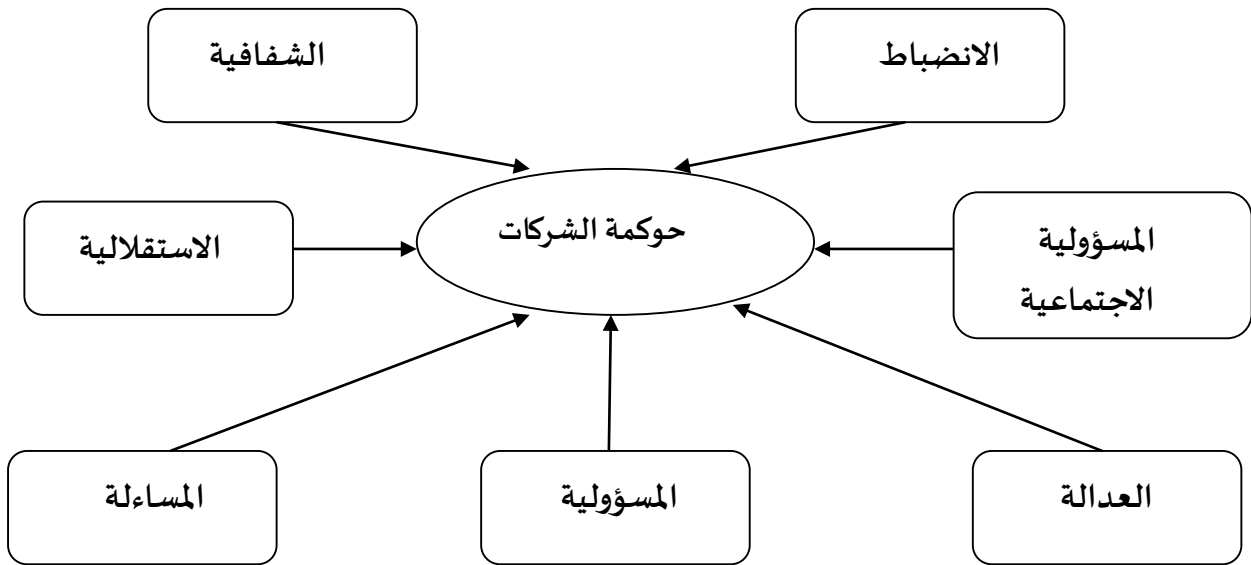 الانضباط
الشفافية
حوكمة الشركات
المسؤولية
الاجتماعية
الاستقلالية
العدالة
المسؤولية
المساءلة